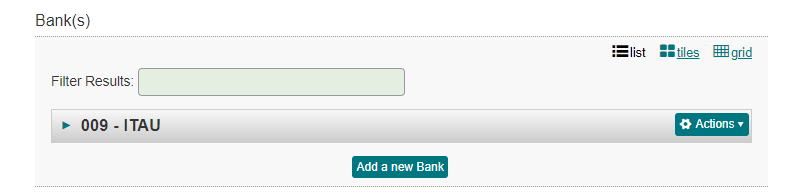 Bank(s)
list tiles grid
Filter Results:
009 - ITAU Actions
Add a new Bank